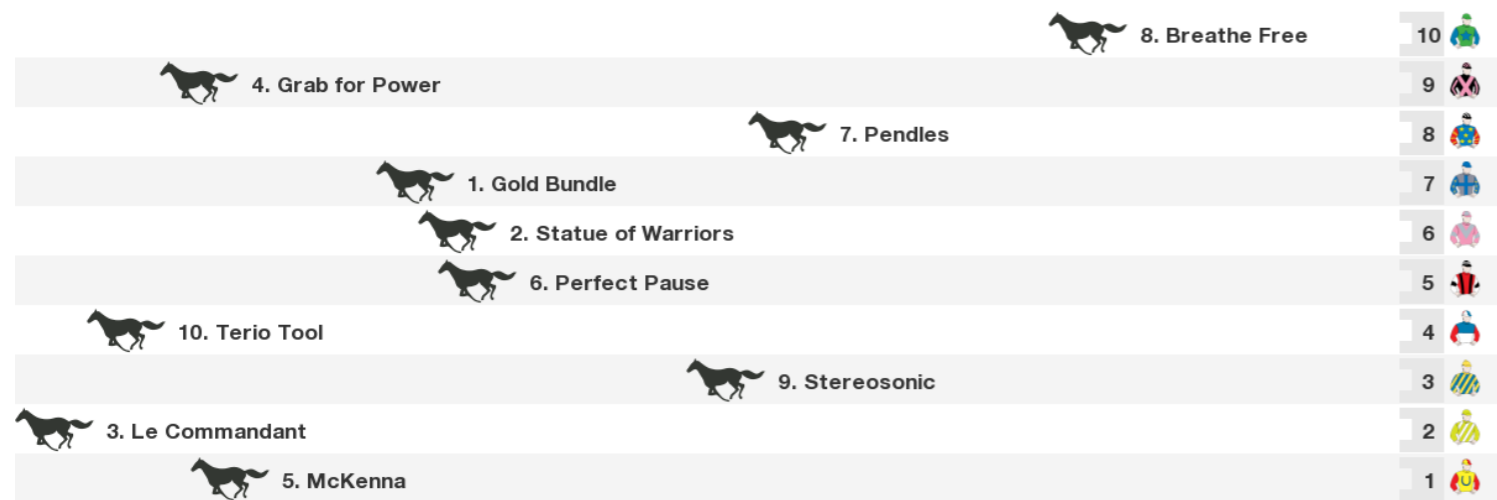 8. Breathe Free 10
4. Grab for Power 9
7. Pendles 8
1. Gold Bundle 7
2. Statue of Warriors 6
6. Perfect Pause 5
10. Terio Tool 4
9. Stereosonic 3
3. Le Commandant 2
5. McKenna 1